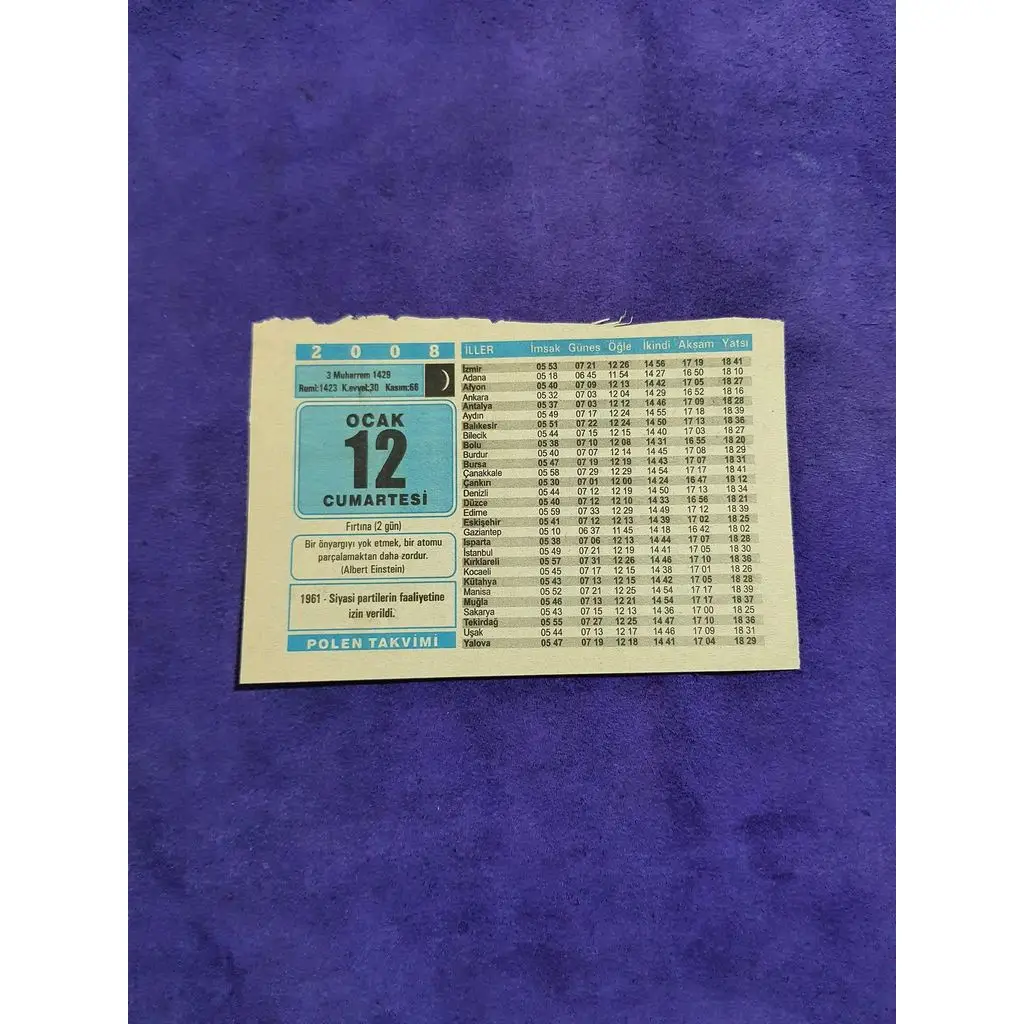 2 0 0 8
3 Muharrem 1429
Rumi:1423 K.evvel:30 Kasım:66
OCAK
12
CUMARTESİ
Fırtına (2 gün)
Bir önyargıyı yok etmek, bir atomu
parçalamaktan daha zordur.
(Albert Einstein)
1961 - Siyasi partilerin faaliyetine
izin verildi.
POLEN TAKVİMİ
İLLER İmsak Güneş Öğle İkindi Akşam Yatsı
İzmir 05 53 07 21 12 26 14 56 17 19 18 41
Adana 05 18 06 45 11 54 14 27 16 50 18 10
Afyon 05 40 07 09 12 13 14 42 17 05 18 27
Ankara 05 32 07 03 12 04 14 29 16 52 18 16
Antalya 05 37 07 03 12 12 14 46 17 09 18 28
Aydın 05 49 07 17 12 24 14 55 17 18 18 39
Balıkesir 05 51 07 22 12 24 14 50 17 13 18 36
Bilecik 05 44 07 15 12 15 14 40 17 03 18 27
Bolu 05 38 07 10 12 08 14 31 16 55 18 20
Burdur 05 40 07 07 12 14 14 45 17 08 18 29
Bursa 05 47 07 19 12 19 14 43 17 07 18 31
Çanakkale 05 58 07 29 12 29 14 54 17 17 18 41
Çankırı 05 30 07 01 12 00 14 24 16 47 18 12
Denizli 05 44 07 12 12 19 14 50 17 13 18 34
Düzce 05 40 07 12 12 10 14 33 16 56 18 21
Edirne 05 59 07 33 12 29 14 49 17 12 18 39
Eskişehir 05 41 07 12 12 13 14 39 17 02 18 25
Gaziantep 05 10 06 37 11 45 14 18 16 42 18 02
Isparta 05 38 07 06 12 13 14 44 17 07 18 28
İstanbul 05 49 07 21 12 19 14 41 17 05 18 30
Kırklareli 05 57 07 31 12 26 14 46 17 10 18 36
Kocaeli 05 45 07 17 12 15 14 38 17 01 18 26
Kütahya 05 43 07 13 12 15 14 42 17 05 18 28
Manisa 05 52 07 21 12 25 14 54 17 17 18 39
Muğla 05 46 07 13 12 21 14 54 17 17 18 37
Sakarya 05 43 07 15 12 13 14 36 17 00 18 25
Tekirdağ 05 55 07 27 12 25 14 47 17 10 18 36
Uşak 05 44 07 13 12 17 14 46 17 09 18 31
Yalova 05 47 07 19 12 18 14 41 17 04 18 29